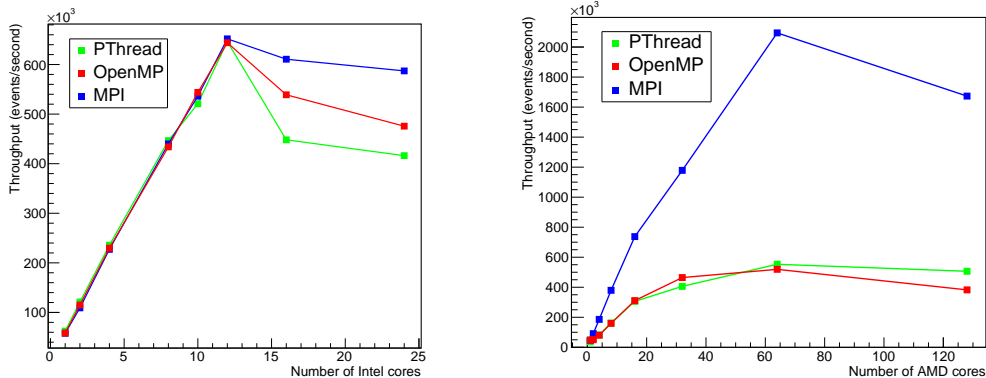 ×10³
Throughput (events/second)
600
500
400
300
200
100
PThread
OpenMP
MPI
0 5 10 15 20 25
Number of Intel cores
×10³
Throughput (events/second)
2000
1800
1600
1400
1200
1000
800
600
400
200
0
PThread
OpenMP
MPI
0 20 40 60 80 100 120
Number of AMD cores